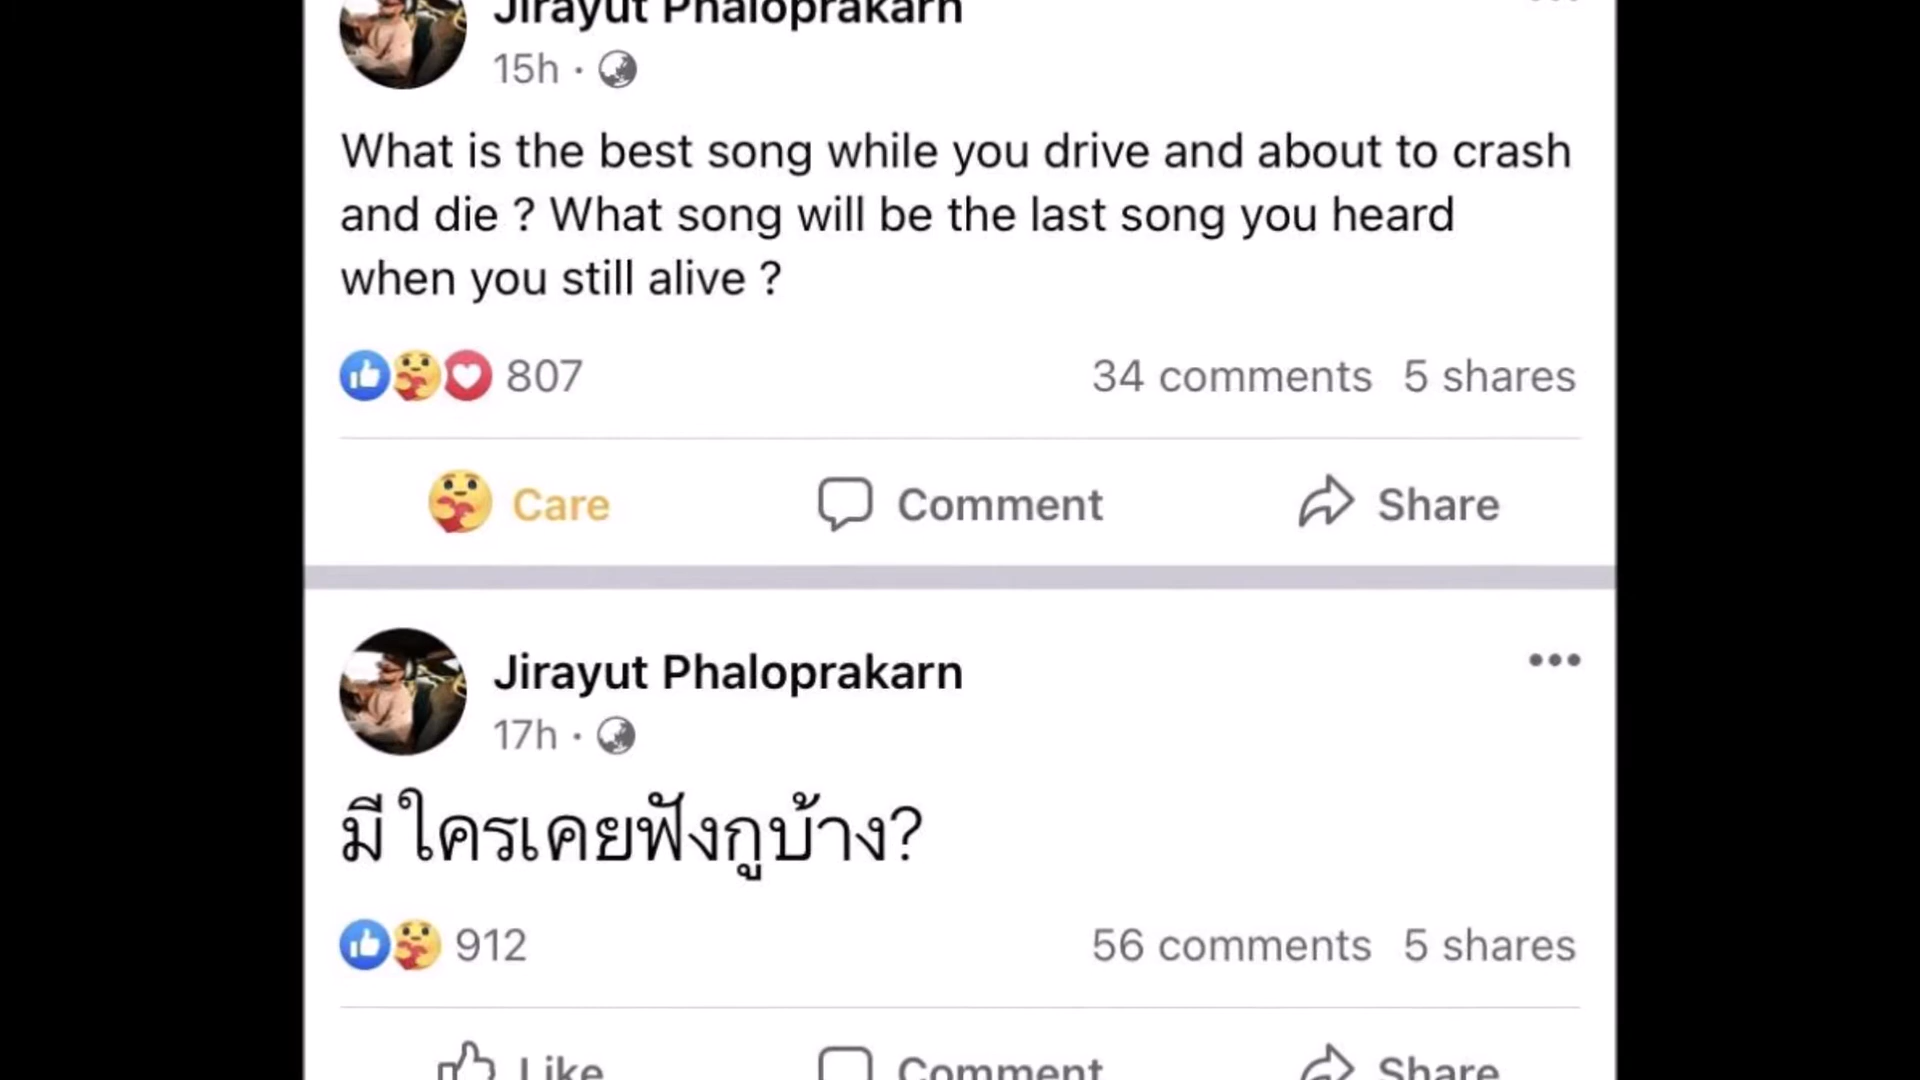 Jirayut Phaloprakarn
15h ·
What is the best song while you drive and about to crash
and die ? What song will be the last song you heard
when you still alive ?
807 34 comments 5 shares
Care Comment Share
Jirayut Phaloprakarn
17h ·
มี ใครเคยฟังกูบ้าง?
912 56 comments 5 shares
Like Comment Share